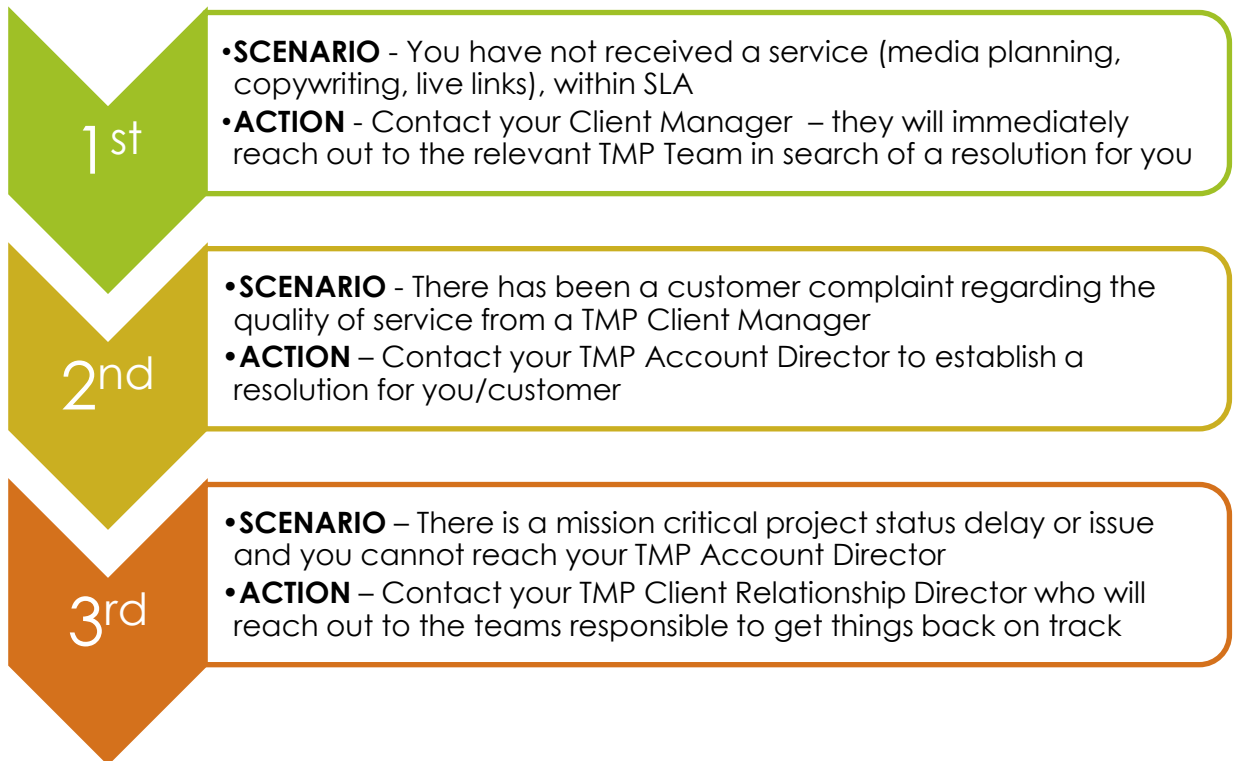 1st
•SCENARIO - You have not received a service (media planning,
copywriting, live links), within SLA
•ACTION - Contact your Client Manager – they will immediately
reach out to the relevant TMP Team in search of a resolution for you
2nd
•SCENARIO - There has been a customer complaint regarding the
quality of service from a TMP Client Manager
•ACTION – Contact your TMP Account Director to establish a
resolution for you/customer
3rd
•SCENARIO – There is a mission critical project status delay or issue
and you cannot reach your TMP Account Director
•ACTION – Contact your TMP Client Relationship Director who will
reach out to the teams responsible to get things back on track